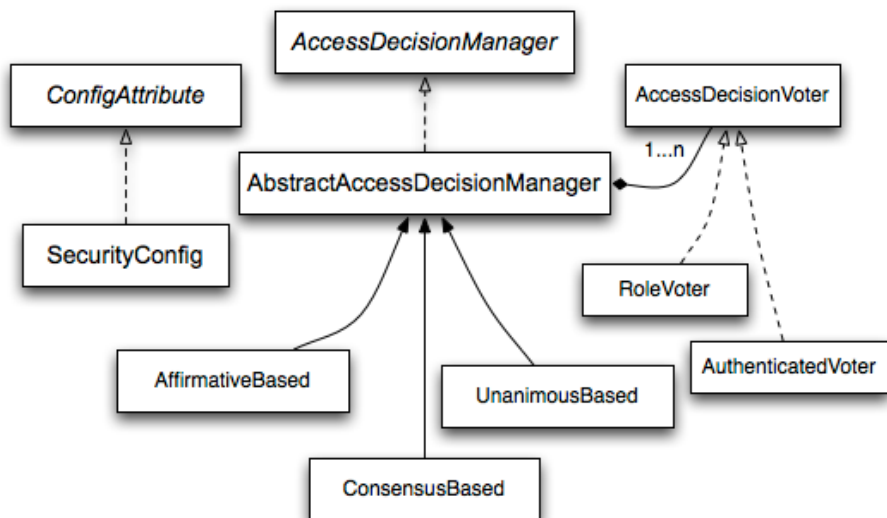 AccessDecisionManager
ConfigAttribute
AccessDecisionVoter
1...n
AbstractAccessDecisionManager
SecurityConfig
RoleVoter
AffirmativeBased
AuthenticatedVoter
UnanimousBased
ConsensusBased